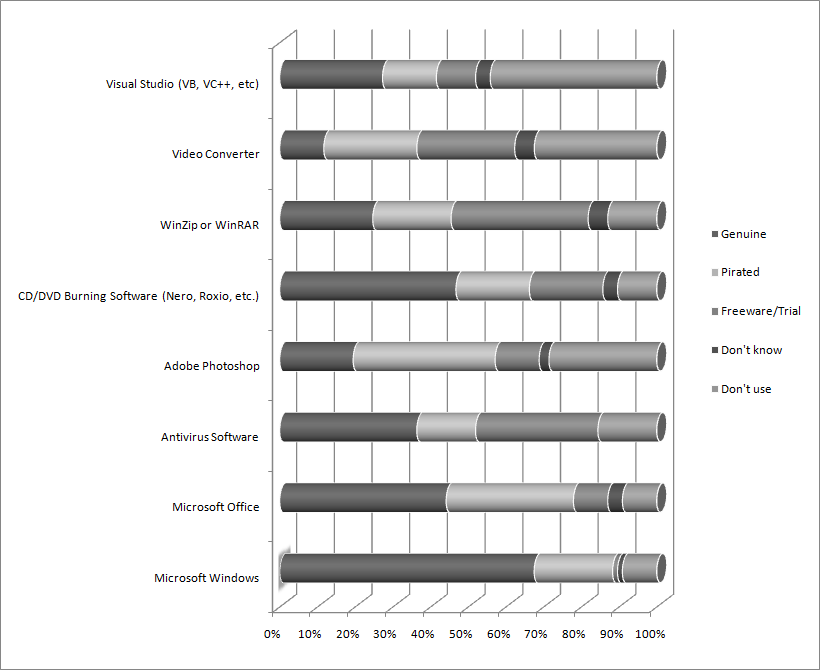 Visual Studio (VB, VC++, etc)
Video Converter
WinZip or WinRAR
CD/DVD Burning Software (Nero, Roxio, etc.)
Adobe Photoshop
Antivirus Software
Microsoft Office
Microsoft Windows
0% 10% 20% 30% 40% 50% 60% 70% 80% 90% 100%
Genuine
Pirated
Freeware/Trial
Don't know
Don't use